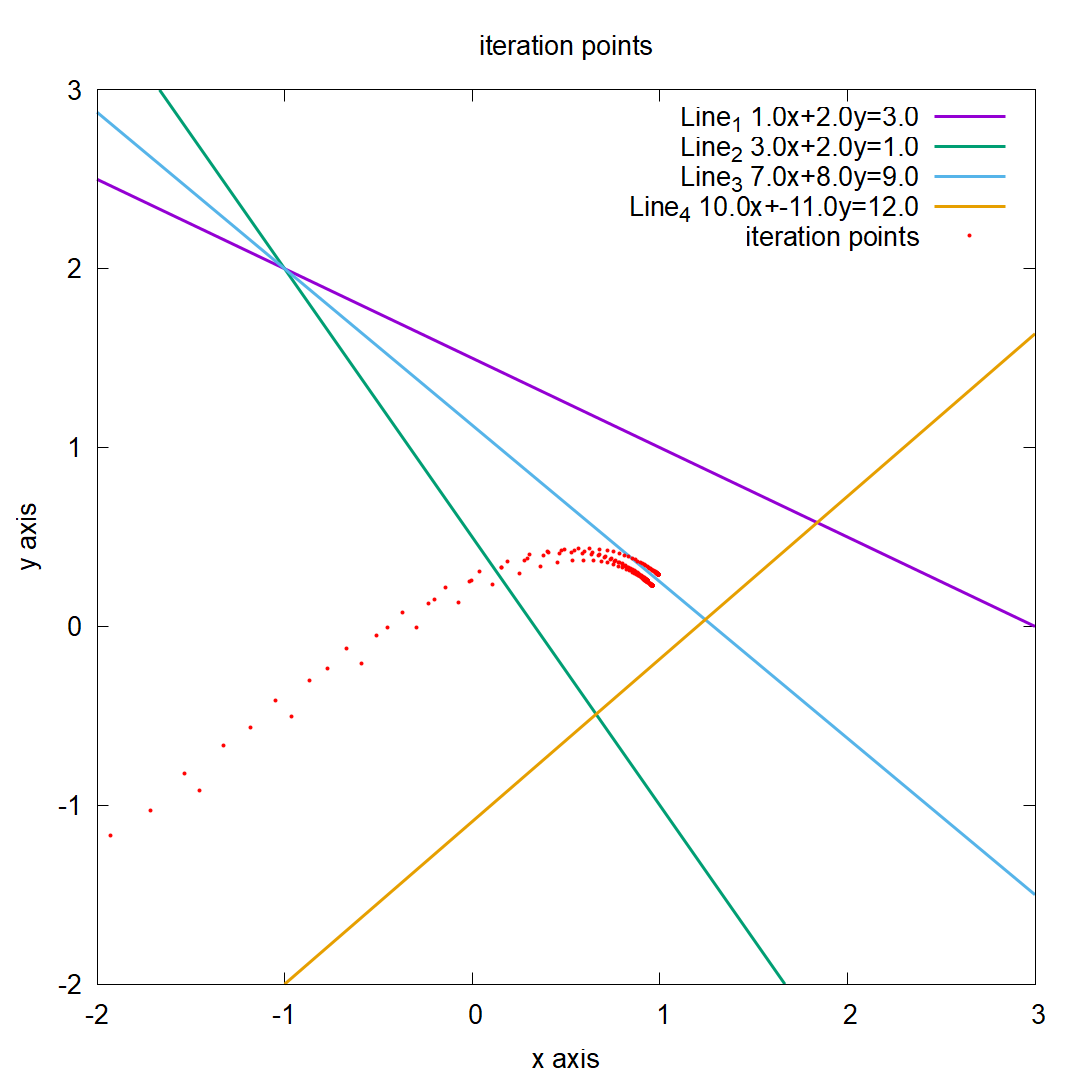 iteration points
Line1 1.0x+2.0y=3.0
Line2 3.0x+2.0y=1.0
Line3 7.0x+8.0y=9.0
Line4 10.0x+-11.0y=12.0
iteration points
3
2
1
0
-1
-2
y axis
-2 -1 0 1 2 3
x axis